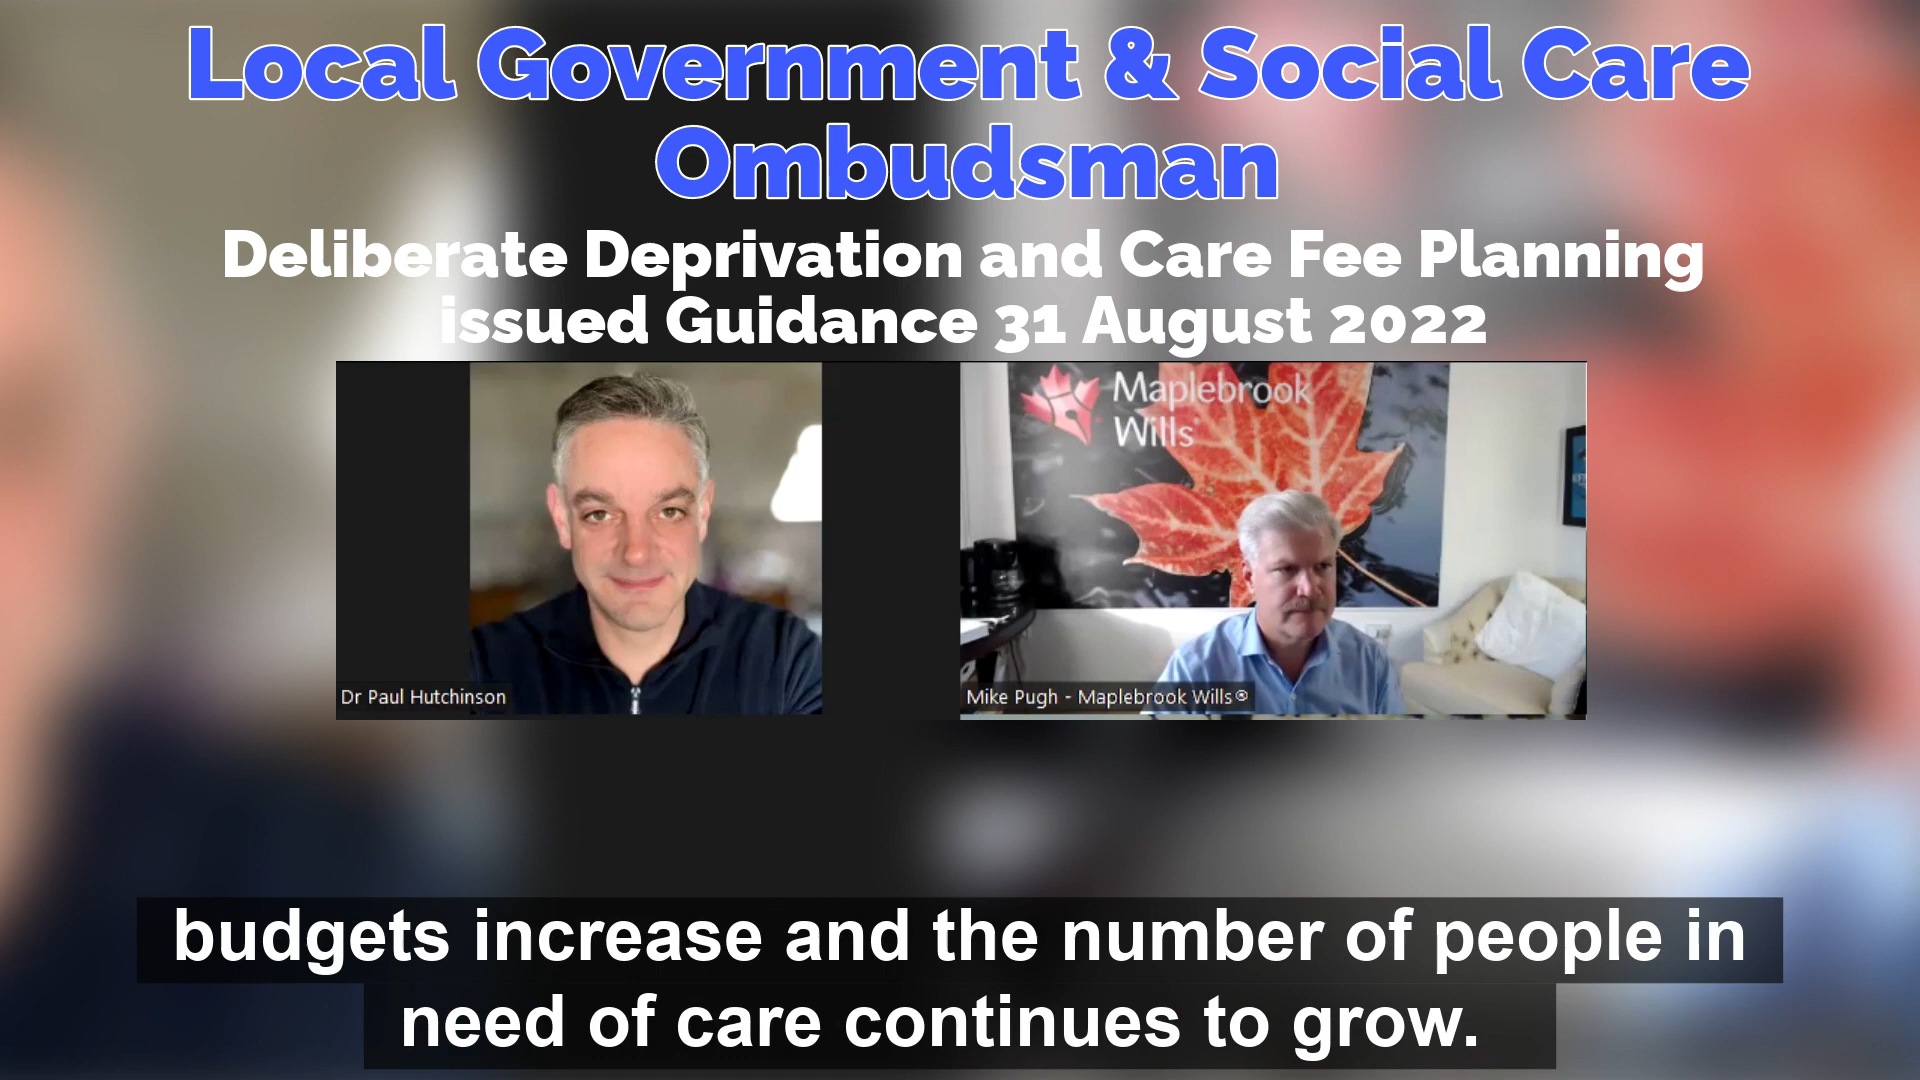 Local Government & Social Care
Ombudsman
Deliberate Deprivation and Care Fee Planning
issued Guidance 31 August 2022
Maplebrook
Wills
Dr Paul Hutchinson
Mike Pugh - Maplebrook Wills®
budgets increase and the number of people in
need of care continues to grow.